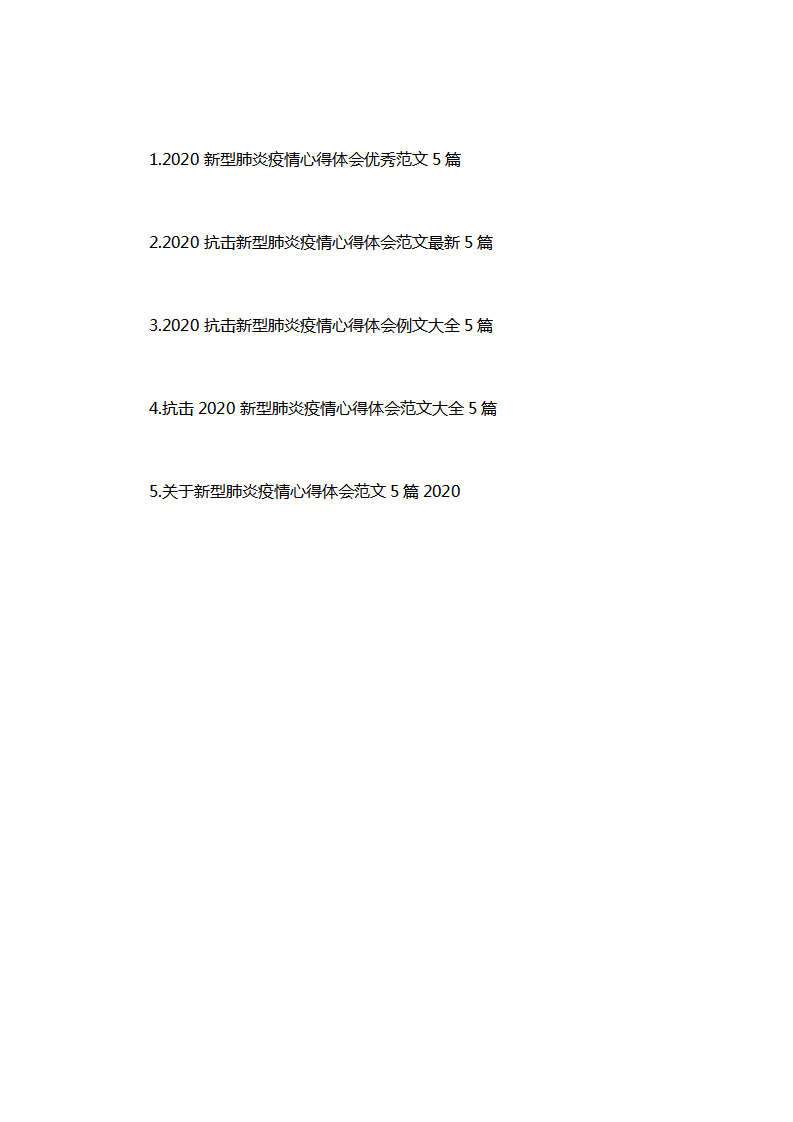 1.2020 新型肺炎疫情心得体会优秀范文 5 篇
2.2020 抗击新型肺炎疫情心得体会范文最新 5 篇
3.2020 抗击新型肺炎疫情心得体会例文大全 5 篇
4.抗击 2020 新型肺炎疫情心得体会范文大全 5 篇
5.关于新型肺炎疫情心得体会范文 5 篇 2020